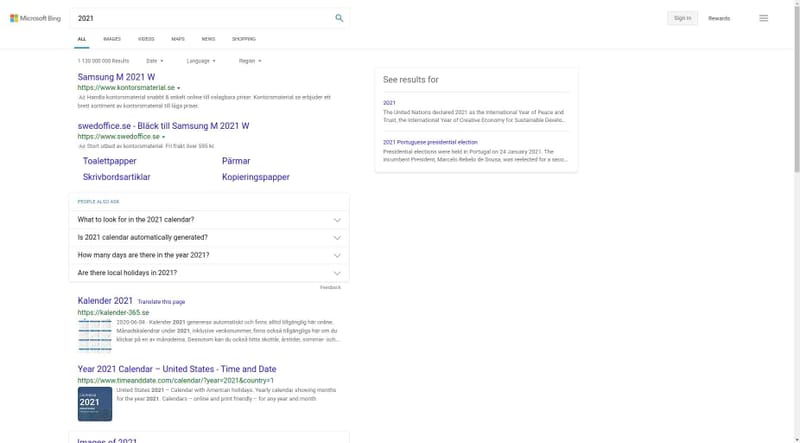 Microsoft Bing
2021
Sign in
Rewards
ALL
IMAGES
VIDEOS
MAPS
NEWS
SHOPPING
1 130 000 000 Results
Date
Language
Region
Samsung M 2021 W
https://www.kontorsmaterial.se
Ad Handla kontorsmaterial snabbt & enkelt online till oslagbara priser. Kontorsmaterial.se erbjuder ett
brett sortiment av kontorsmaterial till låga priser.
swedoffice.se - Bläck till Samsung M 2021 W
https://www.swedoffice.se
Ad Stort utbud av kontorsmaterial. Fri frakt över 595 kr.
Toalettpapper
Pärmar
Skrivbordsartiklar
Kopieringspapper
PEOPLE ALSO ASK
What to look for in the 2021 calendar?
Is 2021 calendar automatically generated?
How many days are there in the year 2021?
Are there local holidays in 2021?
Feedback
Kalender 2021 Translate this page
https://kalender-365.se
2020-06-04 · Kalender 2021 genereras automatiskt och finns alltid tillgänglig här online.
Månadskalendrar under 2021, inklusive veckonummer, finns också tillgängliga här om du
klickar på en av månaderna. Dessutom kan du också hitta skottår, årstider, sommar- och...
Year 2021 Calendar – United States - Time and Date
https://www.timeanddate.com/calendar/?year=2021&country=1
2021
United States 2021 – Calendar with American holidays. Yearly calendar showing months
for the year 2021. Calendars – online and print friendly – for any year and month
Images of 2021
See results for
2021
The United Nations declared 2021 as the International Year of Peace and
Trust, the International Year of Creative Economy for Sustainable Develo...
2021 Portuguese presidential election
Presidential elections were held in Portugal on 24 January 2021. The
incumbent President, Marcelo Rebelo de Sousa, was reelected for a seco...